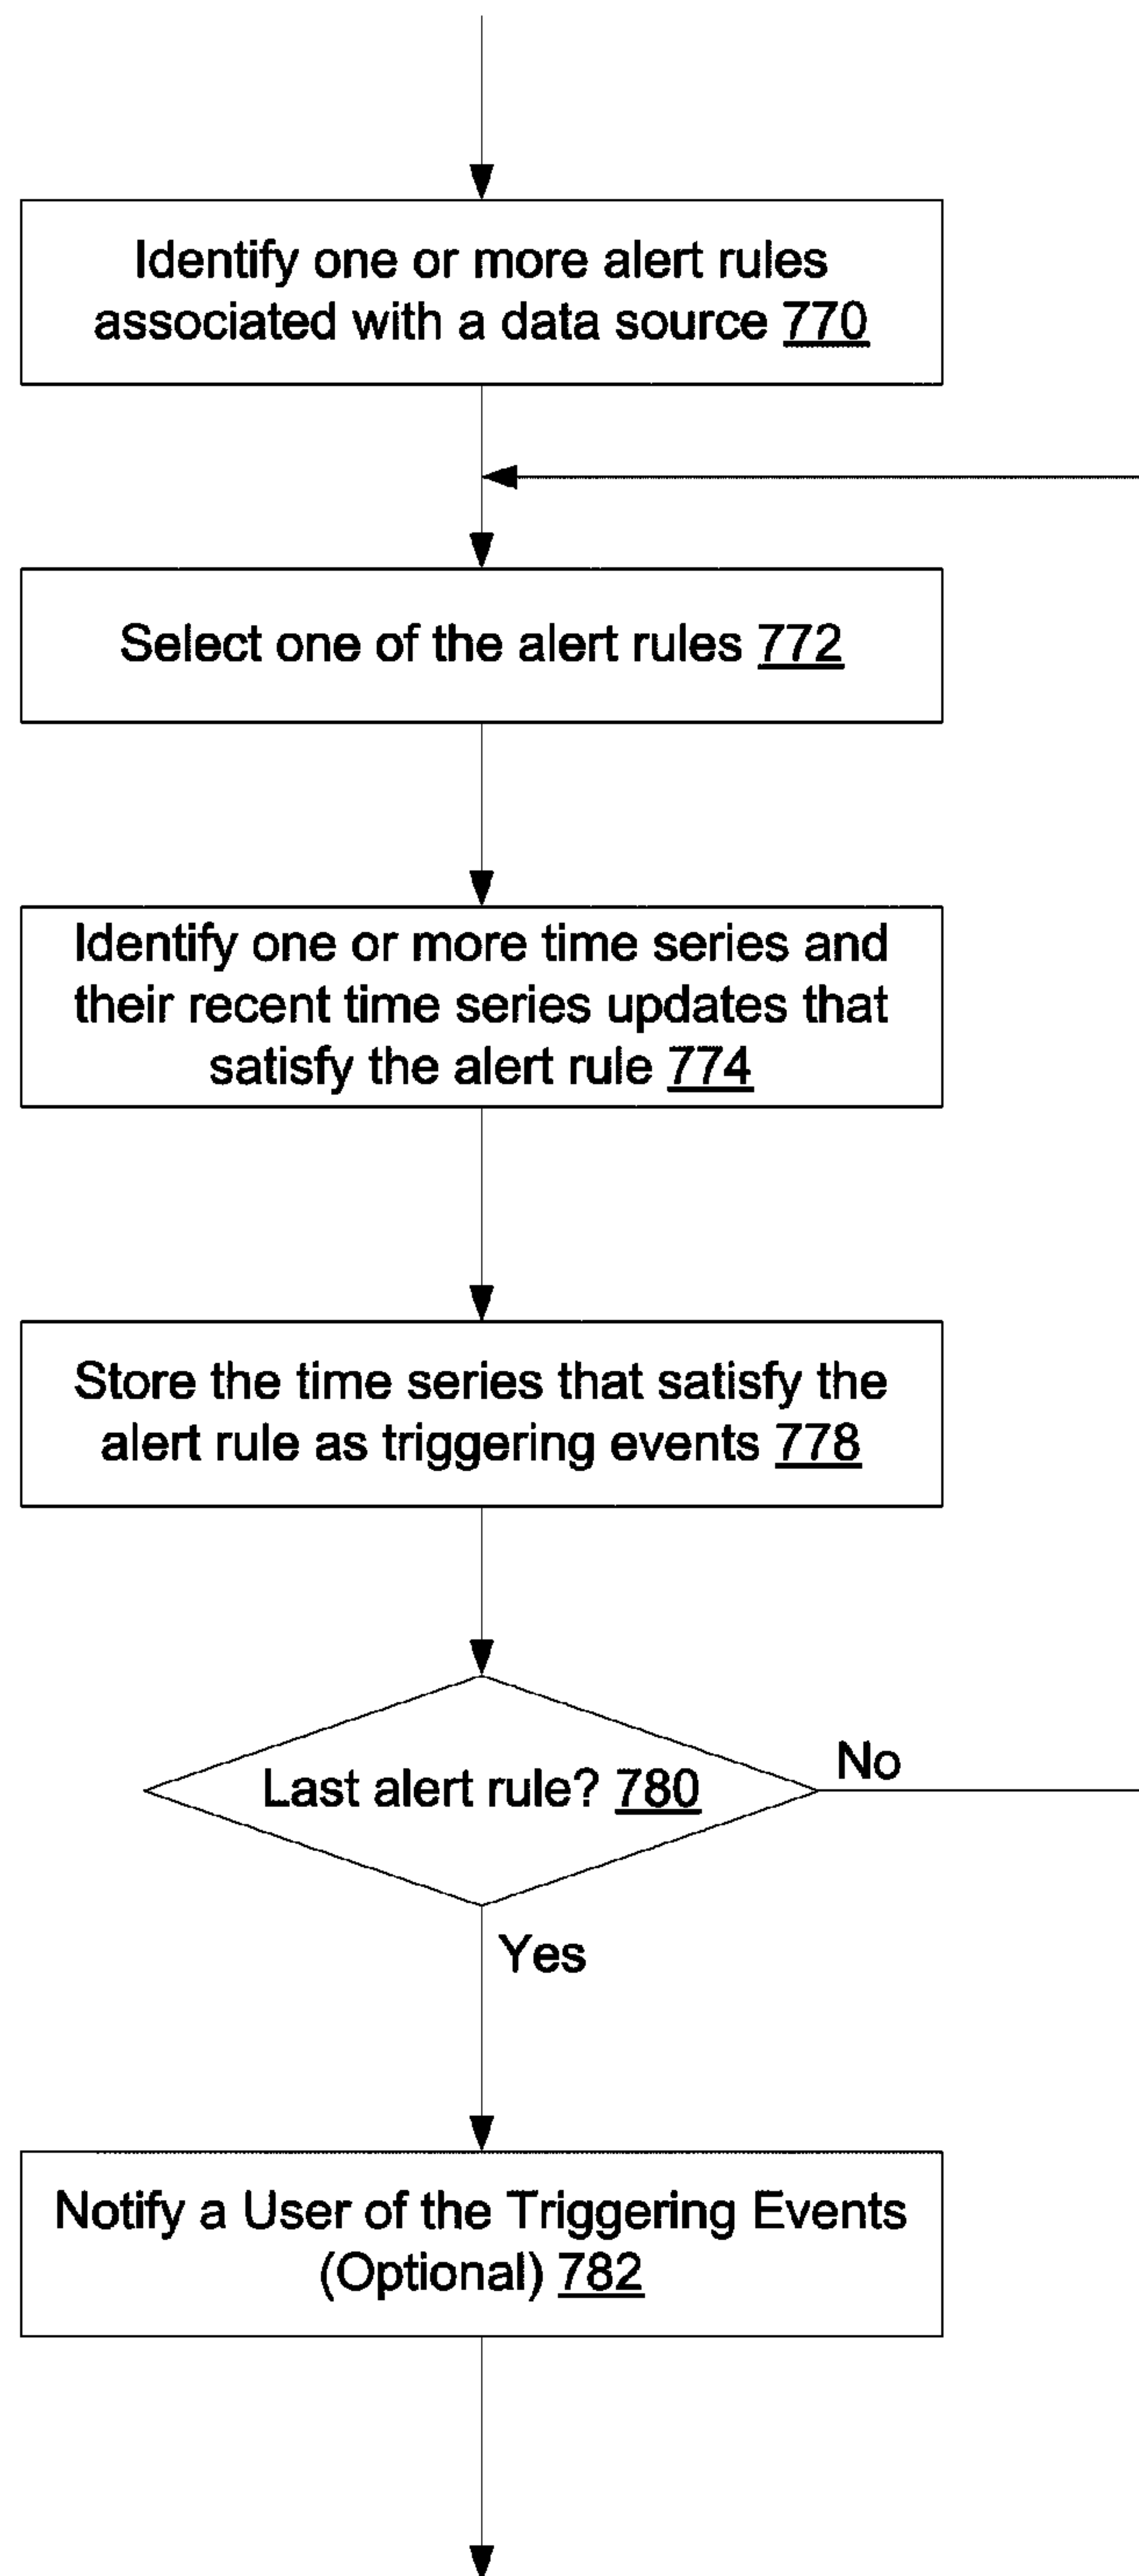 Identify one or more alert rules
associated with a data source 770
Select one of the alert rules 772
Identify one or more time series and
their recent time series updates that
satisfy the alert rule 774
Store the time series that satisfy the
alert rule as triggering events 778
Last alert rule? 780
No
Yes
Notify a User of the Triggering Events
(Optional) 782